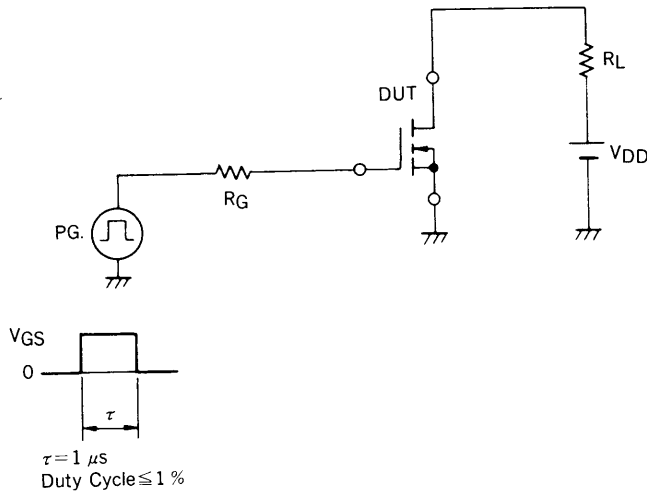 DUT
RL
VDD
RG
PG.
VGS
0
τ
τ=1 μs
Duty Cycle≦1 %